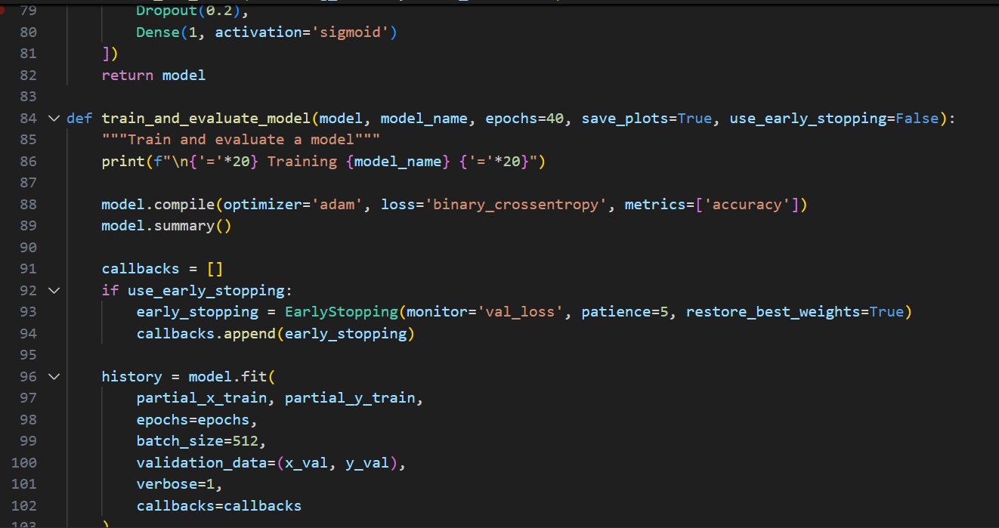 79 Dropout(0.2),
80 Dense(1, activation='sigmoid')
81 ])
82 return model
83
84 def train_and_evaluate_model(model, model_name, epochs=40, save_plots=True, use_early_stopping=False):
85 """Train and evaluate a model"""
86 print(f"\n{'='*20} Training {model_name} {'='*20}")
87
88 model.compile(optimizer='adam', loss='binary_crossentropy', metrics=['accuracy'])
89 model.summary()
90
91 callbacks = []
92 if use_early_stopping:
93 early_stopping = EarlyStopping(monitor='val_loss', patience=5, restore_best_weights=True)
94 callbacks.append(early_stopping)
95
96 history = model.fit(
97 partial_x_train, partial_y_train,
98 epochs=epochs,
99 batch_size=512,
100 validation_data=(x_val, y_val),
101 verbose=1,
102 callbacks=callbacks
103 )